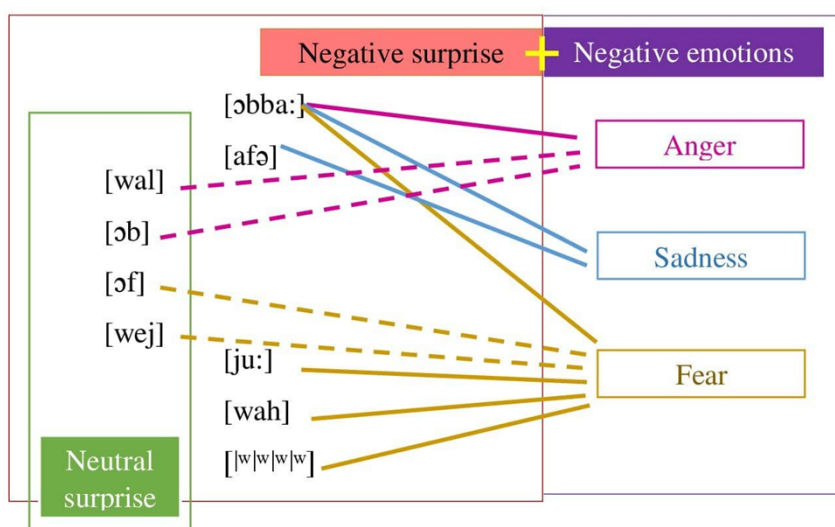 Negative surprise + Negative emotions
[ɔbba:]
[afə]
Anger
[wal]
[ɔb]
Sadness
[ɔf]
[wej]
[ju:]
Fear
[wah]
[|w|w|w|w]
Neutral
surprise